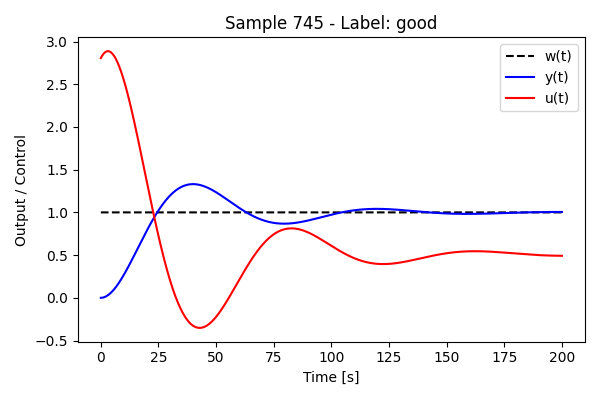 Sample 745 - Label: good
w(t)
y(t)
u(t)
Output / Control
3.0
2.5
2.0
1.5
1.0
0.5
0.0
−0.5
0 25 50 75 100 125 150 175 200
Time [s]